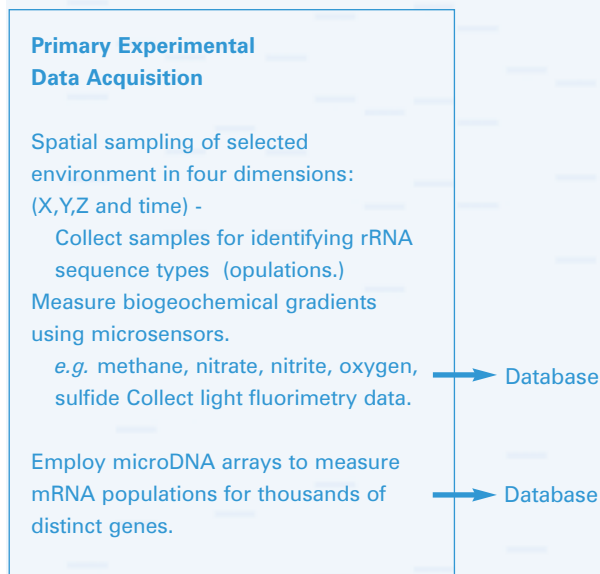 Primary Experimental
Data Acquisition
Spatial sampling of selected
environment in four dimensions:
(X,Y,Z and time) -
Collect samples for identifying rRNA
sequence types (opulations.)
Measure biogeochemical gradients
using microsensors.
e.g. methane, nitrate, nitrite, oxygen,
sulfide Collect light fluorimetry data.
Database
Employ microDNA arrays to measure
mRNA populations for thousands of
distinct genes.
Database